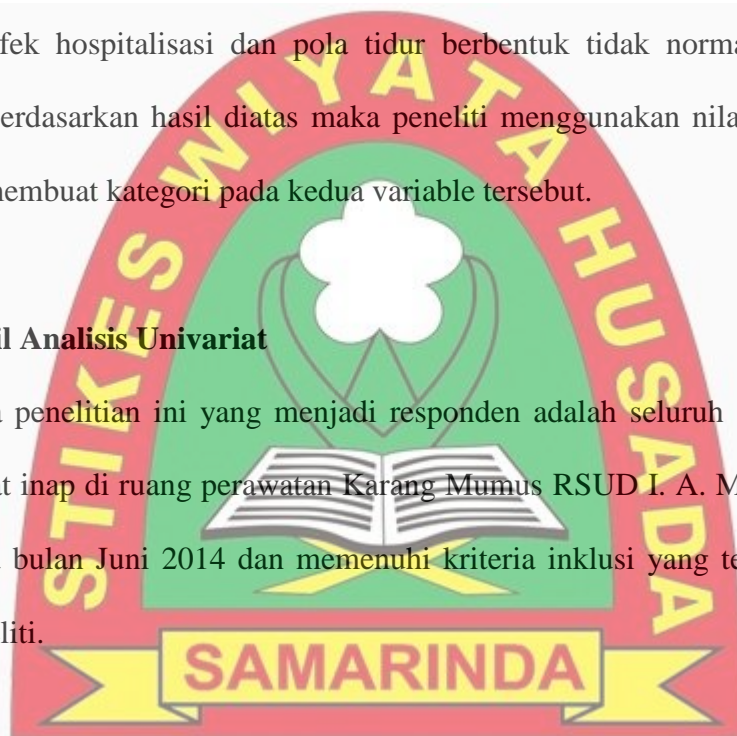 fek hospitalisasi dan pola tidur berbentuk tidak norma
erdasarkan hasil diatas maka peneliti menggunakan nila
membuat kategori pada kedua variable tersebut.
il Analisis Univariat
a penelitian ini yang menjadi responden adalah seluruh
at inap di ruang perawatan Karang Mumus RSUD I. A. M
bulan Juni 2014 dan memenuhi kriteria inklusi yang te
liti.
STIKES WIYATA HUSADA
SAMARINDA